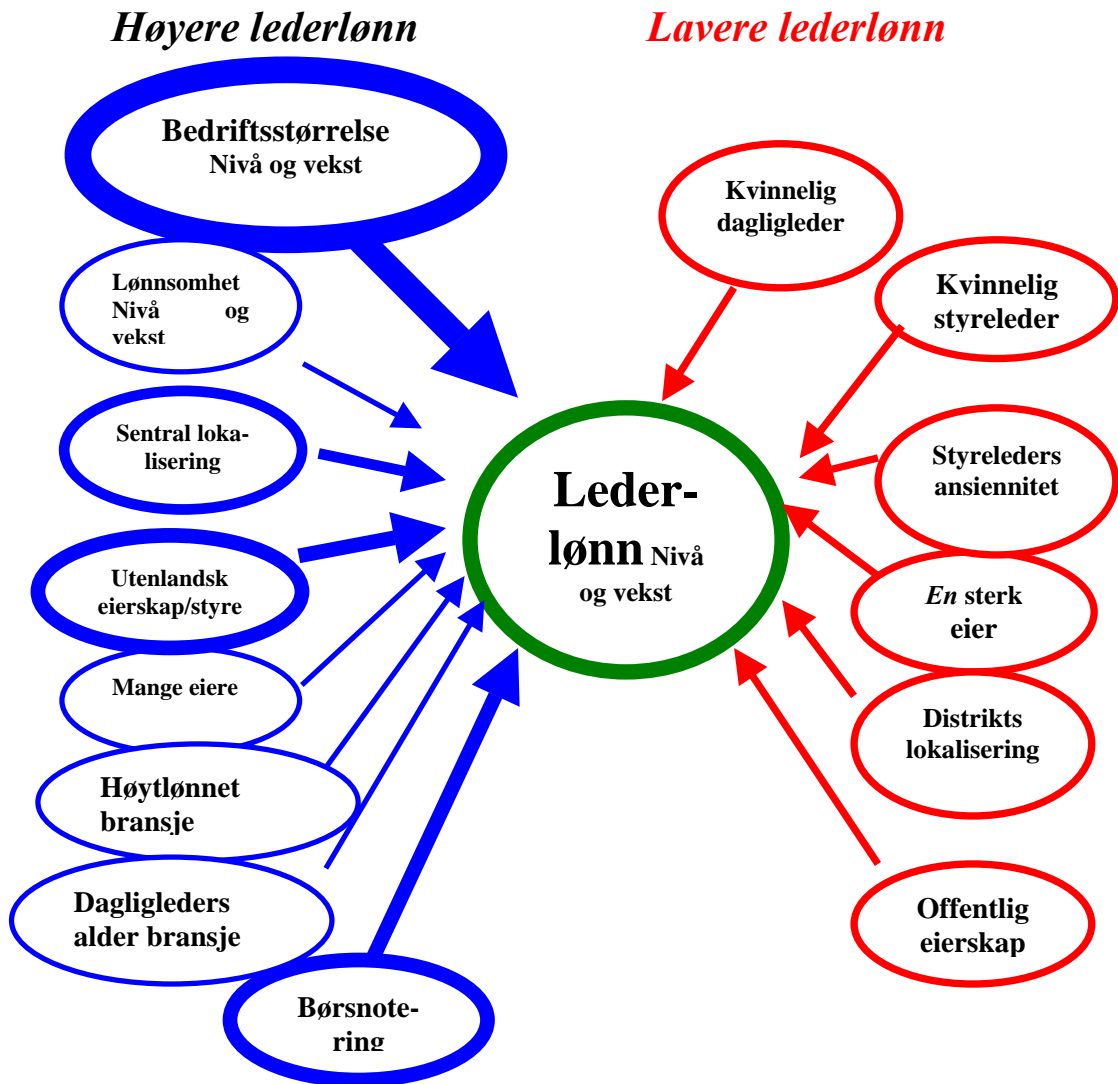 Høyere lederlønn
Lavere lederlønn
Bedriftsstørrelse
Nivå og vekst
Lønnsomhet
Nivå og
vekst
Sentral loka-
lisering
Utenlandsk
eierskap/styre
Mange eiere
Høytlønnet
bransje
Dagligleders
alder bransje
Børsnote-
ring
Leder-
lønn Nivå
og vekst
Kvinnelig
dagligleder
Kvinnelig
styreleder
Styreleders
ansiennitet
En sterk
eier
Distrikts
lokalisering
Offentlig
eierskap